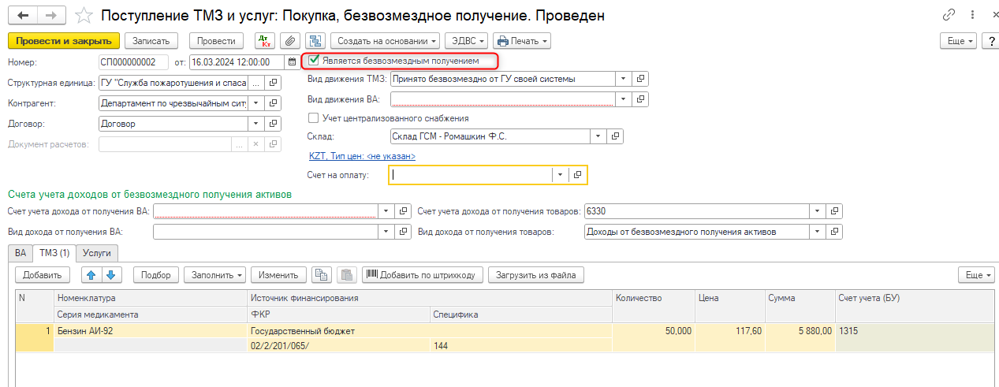 Поступление ТМЗ и услуг: Покупка, безвозмездное получение. Проведен
Провести и закрыть Записать Провести Дт Кт Создать на основании ЭДВС Печать Еще ?
Номер: СП000000002 от: 16.03.2024 12:00:00 Является безвозмездным получением
Структурная единица: ГУ "Служба пожаротушения и спаса ... Вид движения ТМЗ: Принято безвозмездно от ГУ своей системы
Контрагент: Департамент по чрезвычайным сит Вид движения ВА:
Договор: Договор Учет централизованного снабжения
Документ расчетов: ... × Склад: Склад ГСМ - Ромашкин Ф.С.
KZT, Тип цен: <не указан>
Счет на оплату:
Счета учета доходов от безвозмездного получения активов
Счет учета дохода от получения ВА: Счет учета дохода от получения товаров: 6330
Вид дохода от получения ВА: Вид дохода от получения товаров: Доходы от безвозмездного получения активов
ВА ТМЗ (1) Услуги
Добавить Подбор Заполнить Изменить Добавить по штрихкоду Загрузить из файла Еще
N Номенклатура Источник финансирования Количество Цена Сумма Счет учета (БУ)
Серия медикамента ФКР Специфика
1 Бензин АИ-92 Государственный бюджет 50,000 117,60 5 880,00 1315
02/2/201/065/ 144